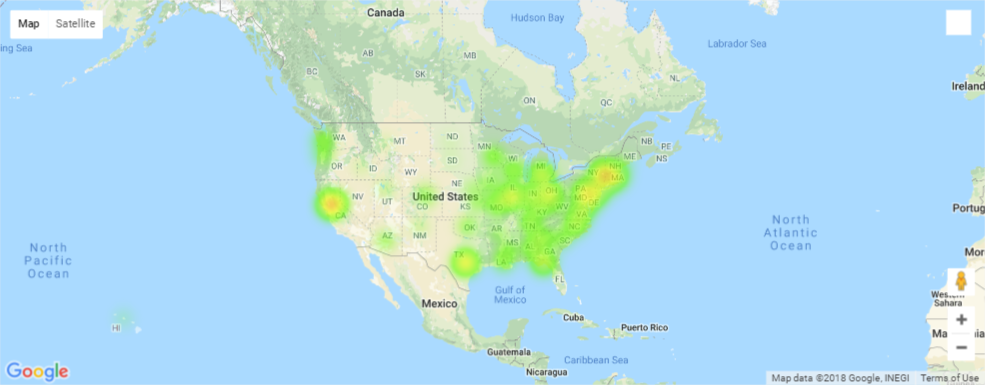 Map Satellite
Canada
Hudson Bay
Labrador Sea
ing Sea
AB
MB
BC
SK
NL
ON
QC
Ireland
WA
MT
ND
MN
NB
PE
ME
NS
OR
ID
SD
WI
MI
NY
NH
MA
WY
IA
NE
PA
NV
UT
United States
IL
IN
OH
MD
DE
CO
KS
MO
WV
KY
VA
CA
Portug
AZ
NM
OK
AR
TN
NC
MS
AL
SC
GA
TX
LA
FL
North
Pacific
Ocean
North
Atlantic
Ocean
Mor
Gulf of
Mexico
Mexico
Western
Sahara
Cuba
Puerto Rico
HI
Guatemala
Caribbean Sea
Nicaragua
Google
Map data ©2018 Google, INEGI Terms of Use